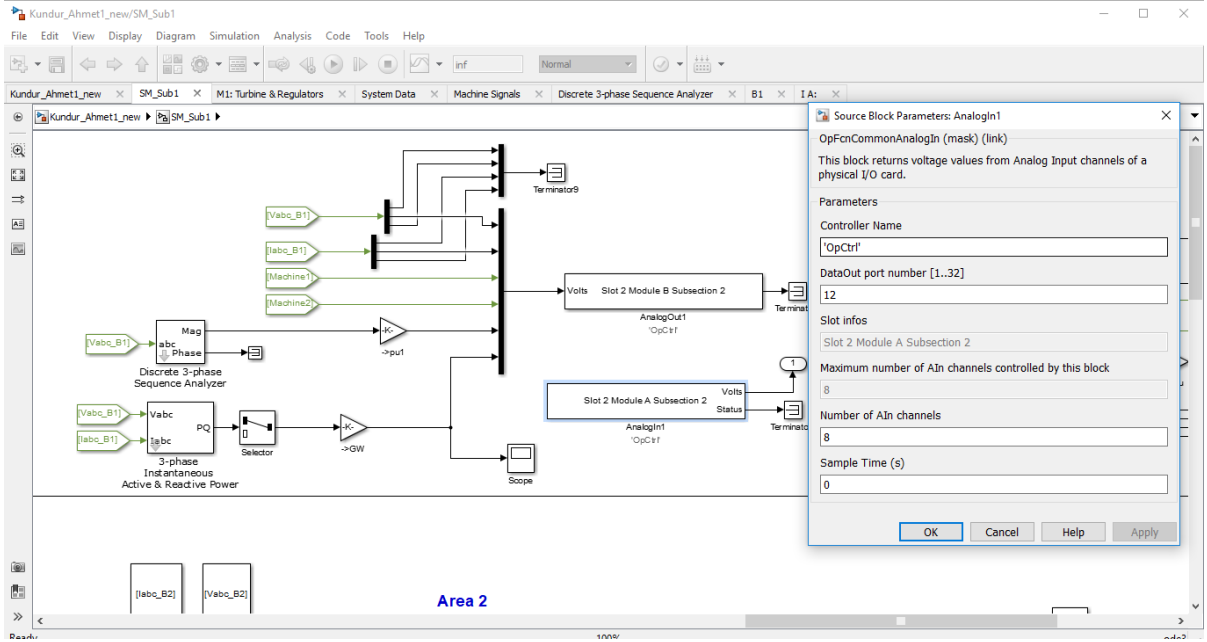 Kundur_Ahmet1_new/SM_Sub1
File Edit View Display Diagram Simulation Analysis Code Tools Help
inf
Normal
Kundur_Ahmet1_new
SM_Sub1
M1: Turbine & Regulators
System Data
Machine Signals
Discrete 3-phase Sequence Analyzer
B1
I A:
Kundur_Ahmet1_new SM_Sub1
Terminator9
[Vabc_B1]
[Iabc_B1]
[Machine1]
[Machine2]
Volts Slot 2 Module B Subsection 2
AnalogOut1
'OpCtrl'
Terminat
[Vabc_B1]
abc
Mag
Phase
Discrete 3-phase
Sequence Analyzer
-K-
->pu1
1
Slot 2 Module A Subsection 2
Volts
Status
AnalogIn1
'OpCtrl'
Terminato
[Vabc_B1]
[Iabc_B1]
Vabc
Iabc
PQ
3-phase
Instantaneous
Active & Reactive Power
Selector
-K-
->GW
Scope
[Iabc_B2]
[Vabc_B2]
Area 2
Ready
100%
ode3
Source Block Parameters: AnalogIn1
OpFcnCommonAnalogIn (mask) (link)
This block returns voltage values from Analog Input channels of a
physical I/O card.
Parameters
Controller Name
'OpCtrl'
DataOut port number [1..32]
12
Slot infos
Slot 2 Module A Subsection 2
Maximum number of AIn channels controlled by this block
8
Number of AIn channels
8
Sample Time (s)
0
OK
Cancel
Help
Apply